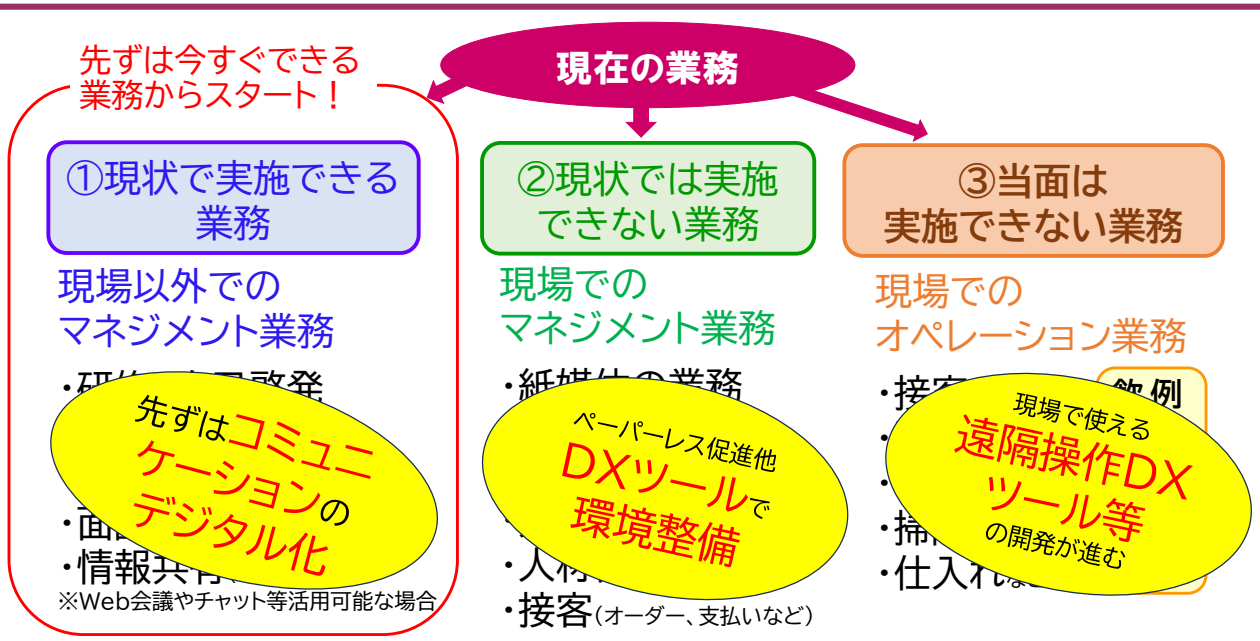 先ずは今すぐできる
業務からスタート！
現在の業務
①現状で実施できる
業務
現場以外での
マネジメント業務
先ずはコミュニ
ケーションの
デジタル化
・情報共有
※Web会議やチャット等活用可能な場合
②現状では実施
できない業務
現場での
マネジメント業務
・紙媒体の業務
ペーパーレス促進他
DXツールで
環境整備
・接客(オーダー、支払いなど)
③当面は
実施できない業務
現場での
オペレーション業務
・接客
例
現場で使える
遠隔操作DX
ツール等
の開発が進む
・仕入れ